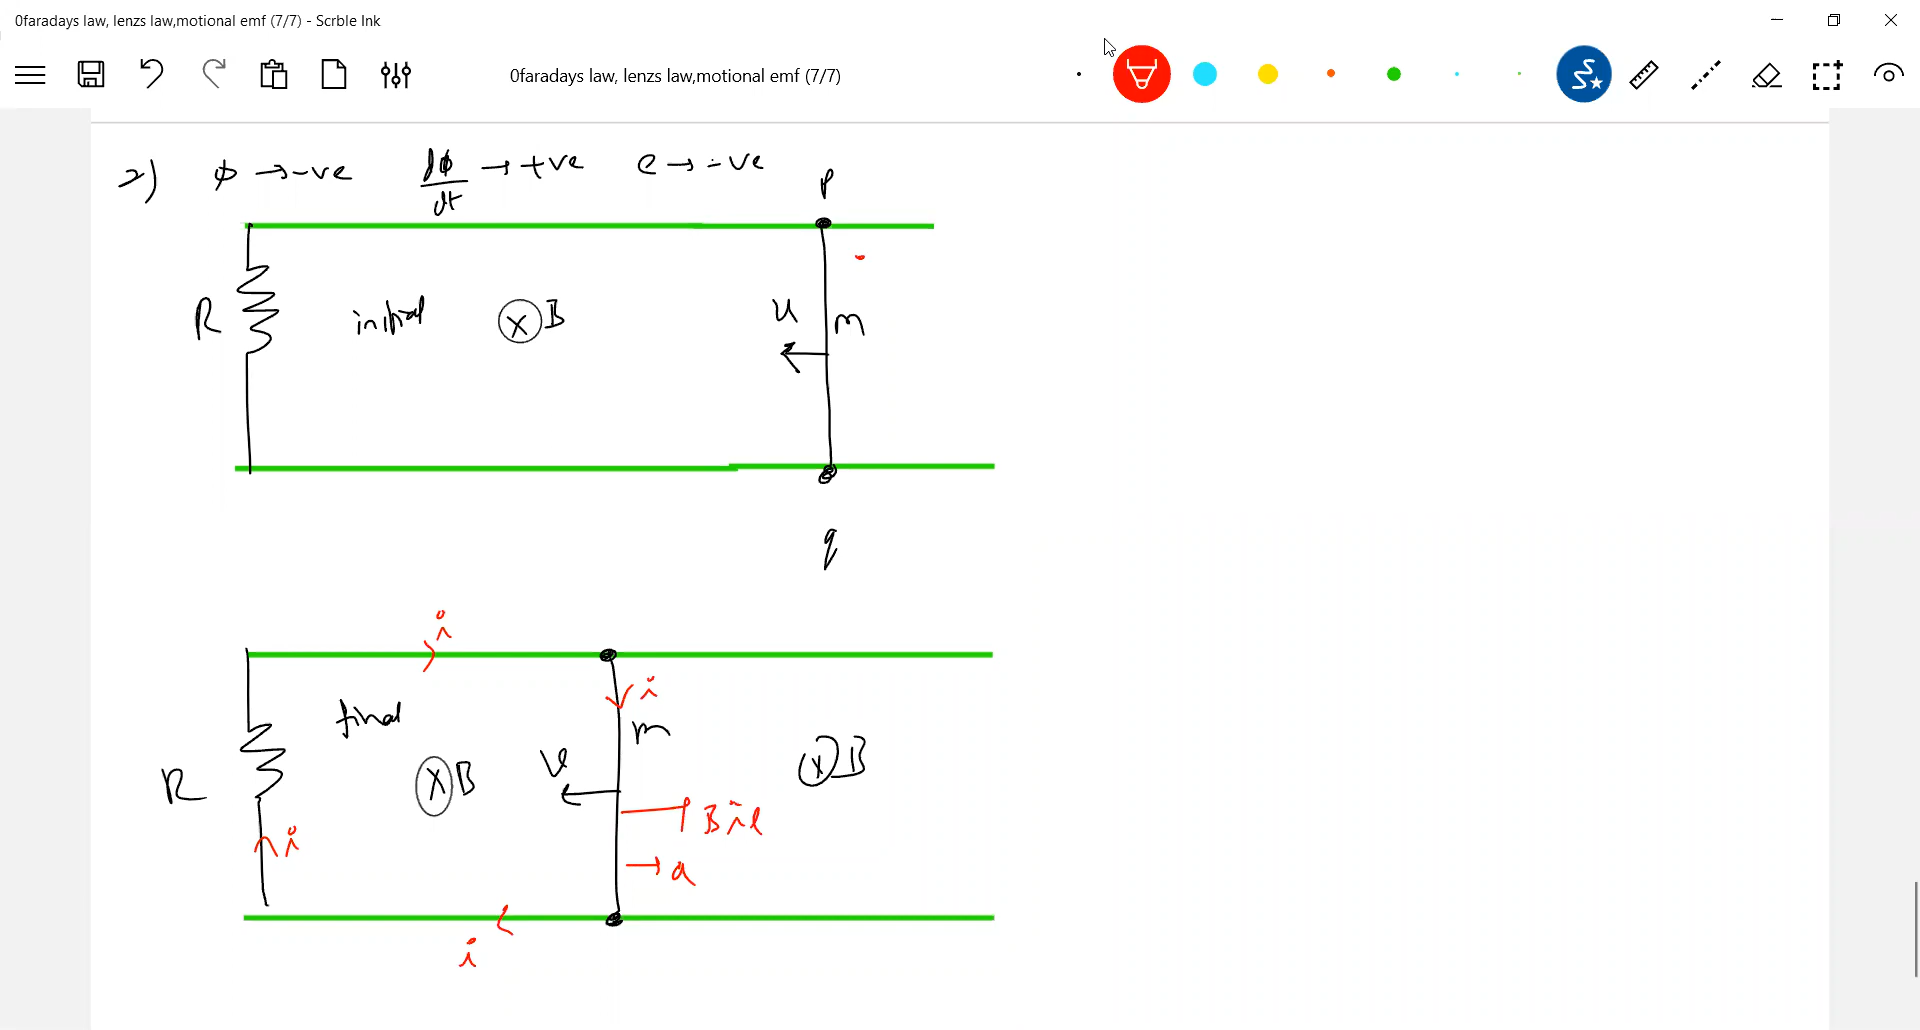 0faradays law, lenzs law,motional emf (7/7) - Scrble Ink
0faradays law, lenzs law,motional emf (7/7)
2) ϕ → -ve dϕ/dt → +ve e → -ve
P
R initial ⊗ B u m
q
i
i
final m
R ⊗ B v ⊗ B
Bil
i
a
i